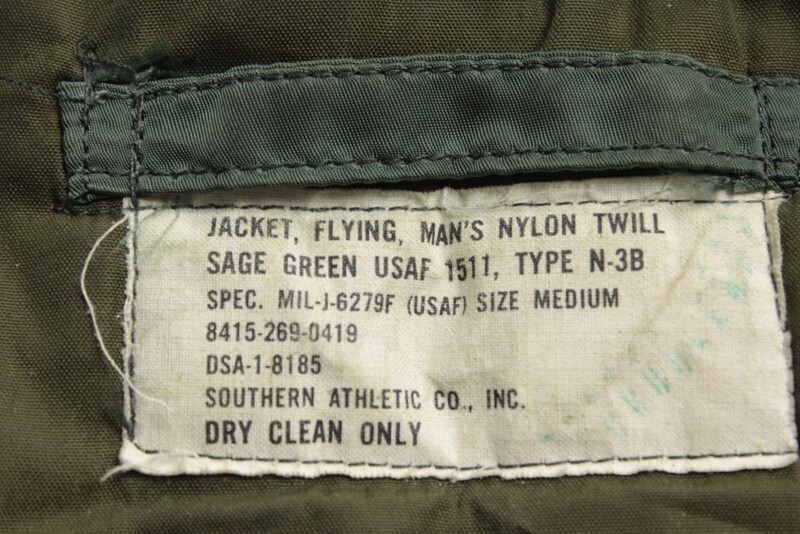 JACKET, FLYING, MAN'S NYLON TWILL
SAGE GREEN USAF 1511, TYPE N-3B
SPEC. MIL-J-6279F (USAF) SIZE MEDIUM
8415-269-0419
DSA-1-8185
SOUTHERN ATHLETIC CO., INC.
DRY CLEAN ONLY